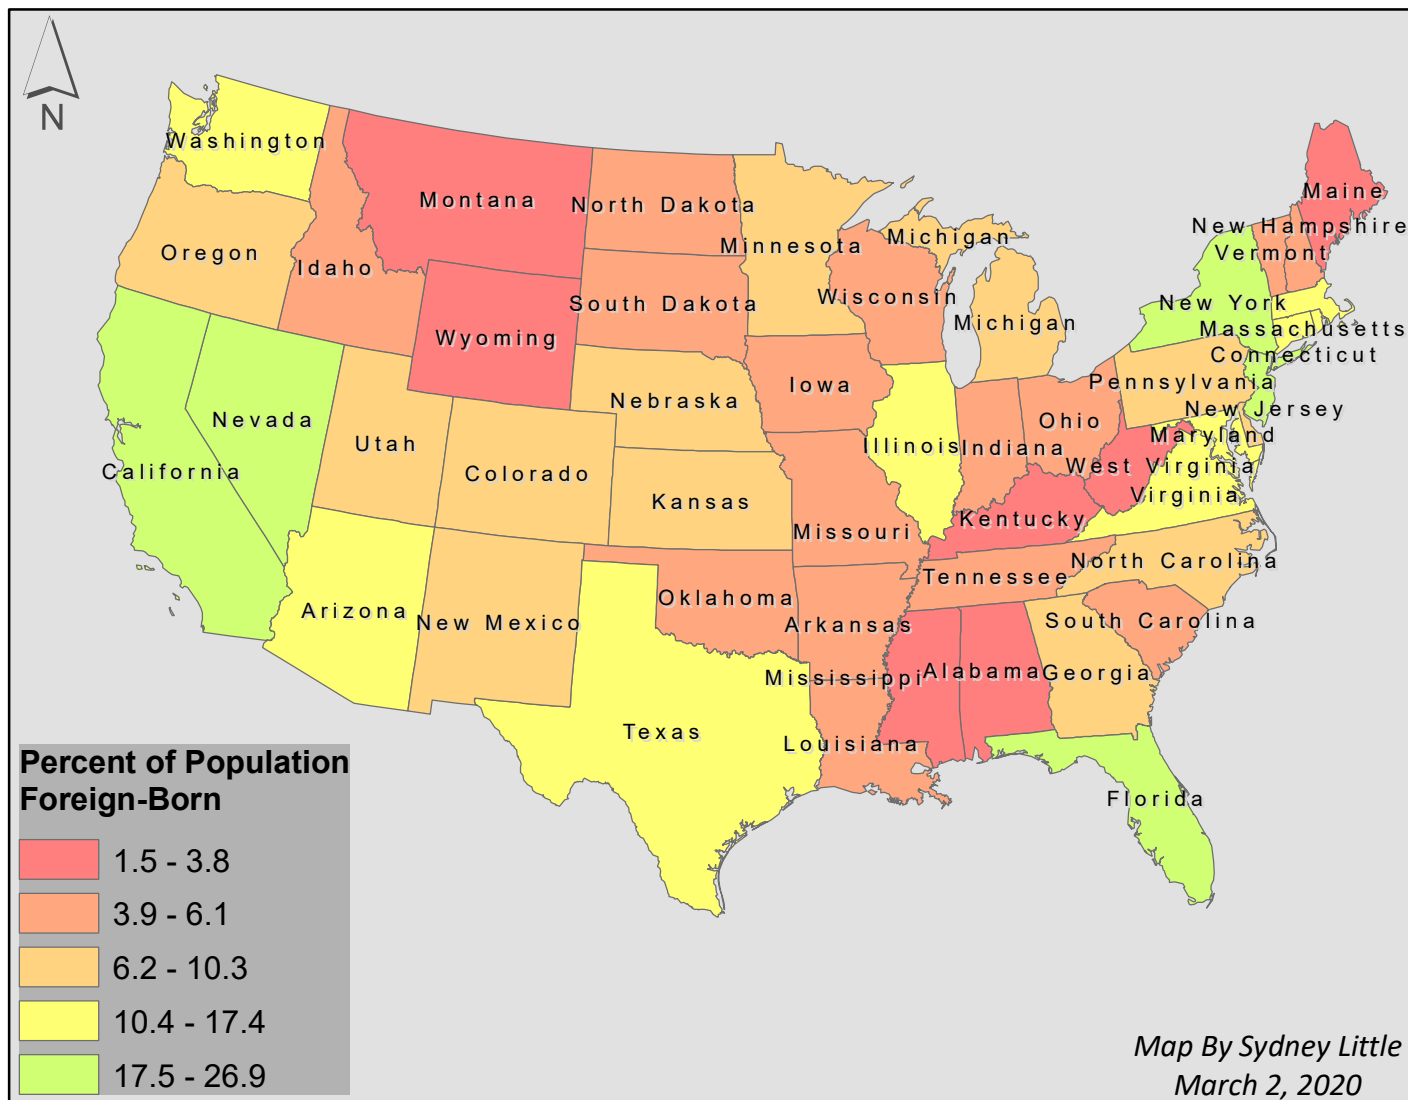 N
Washington
Montana
North Dakota
Maine
Minnesota
Michigan
New Hampshire
Vermont
Oregon
Idaho
South Dakota
Wisconsin
New York
Michigan
Massachusetts
Wyoming
Connecticut
Iowa
Pennsylvania
Nebraska
New Jersey
Nevada
Ohio
Utah
Illinois
Indiana
Maryland
California
Colorado
West Virginia
Kansas
Virginia
Missouri
Kentucky
North Carolina
Tennessee
Oklahoma
Arizona
New Mexico
Arkansas
South Carolina
Mississippi
Alabama
Georgia
Texas
Louisiana
Florida
Percent of Population
Foreign-Born
1.5 - 3.8
3.9 - 6.1
6.2 - 10.3
10.4 - 17.4
17.5 - 26.9
Map By Sydney Little
March 2, 2020